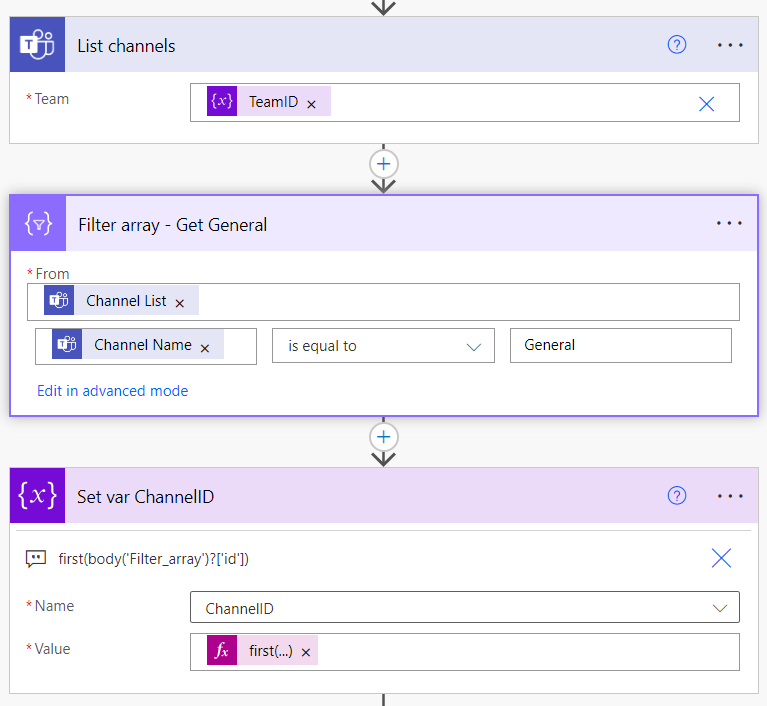 List channels
* Team
{x} TeamID ×
Filter array - Get General
* From
Channel List ×
Channel Name × is equal to General
Edit in advanced mode
{x} Set var ChannelID
first(body('Filter_array')?['id'])
* Name ChannelID
* Value fx first(...) ×